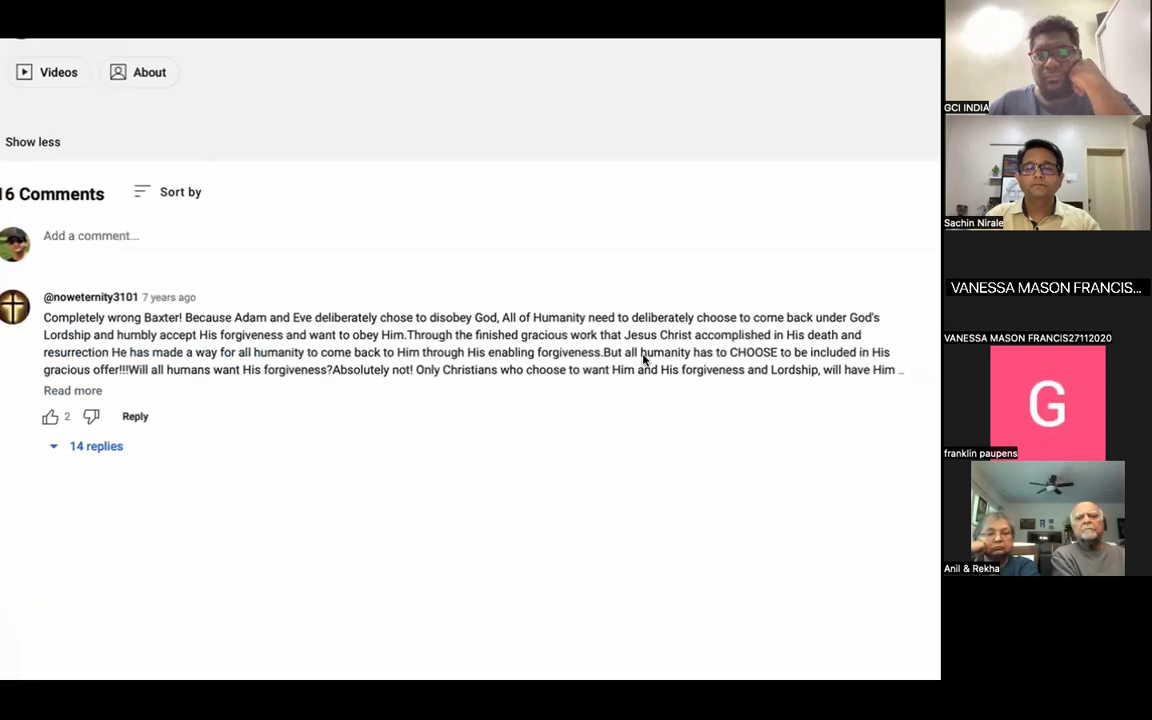 Videos
About
Show less
16 Comments
Sort by
Add a comment...
@noweternity3101 7 years ago
Completely wrong Baxter! Because Adam and Eve deliberately chose to disobey God, All of Humanity need to deliberately choose to come back under God's
Lordship and humbly accept His forgiveness and want to obey Him.Through the finished gracious work that Jesus Christ accomplished in His death and
resurrection He has made a way for all humanity to come back to Him through His enabling forgiveness.But all humanity has to CHOOSE to be included in His
gracious offer!!!Will all humans want His forgiveness?Absolutely not! Only Christians who choose to want Him and His forgiveness and Lordship, will have Him ...
Read more
2
Reply
14 replies
GCI INDIA
Sachin Nirale
VANESSA MASON FRANCIS...
VANESSA MASON FRANCIS27112020
G
franklin paupens
Anil & Rekha